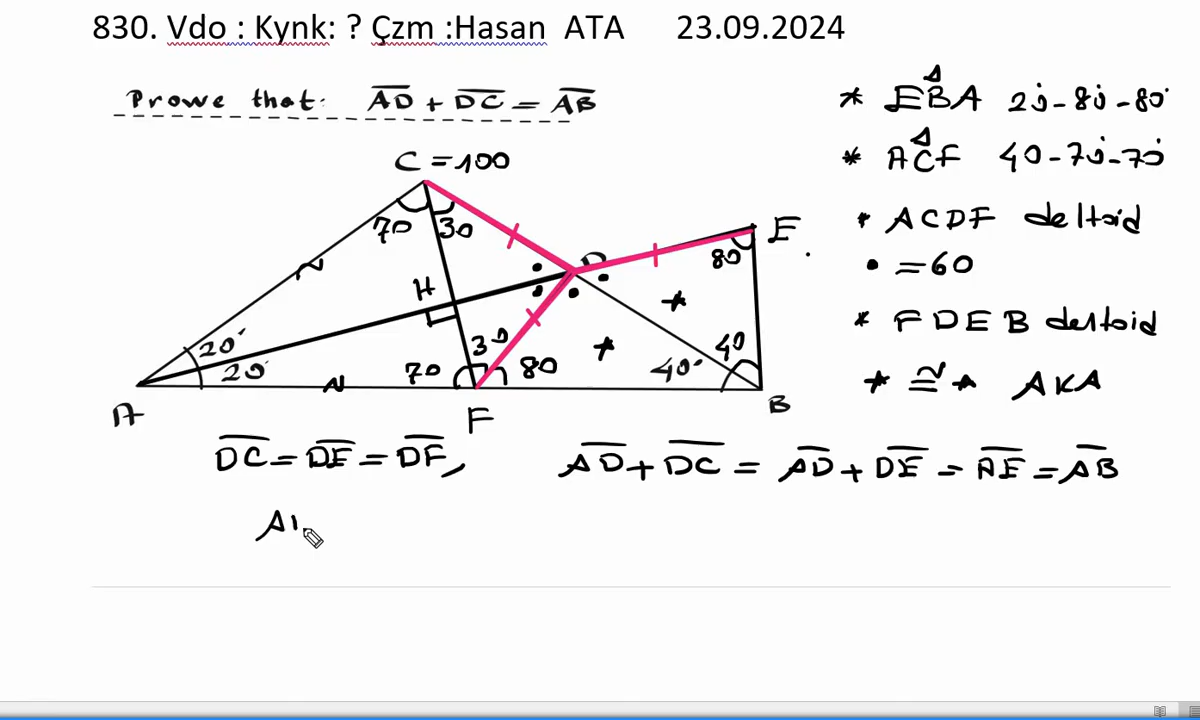 830. Vdo : Kynk: ? Çzm :Hasan ATA 23.09.2024
Prowe that: AD + DC = AB
* EBA 20-80-80
* ACF 40-70-70
* ACDF deltoid
• = 60
* FDEB deltoid
* ≅ * AKA
C = 100
70 30
D
E
80
H
20°
20
30
40
70 80 40°
A
F
B
DC = DE = DF, AD + DC = AD + DE = AE = AB